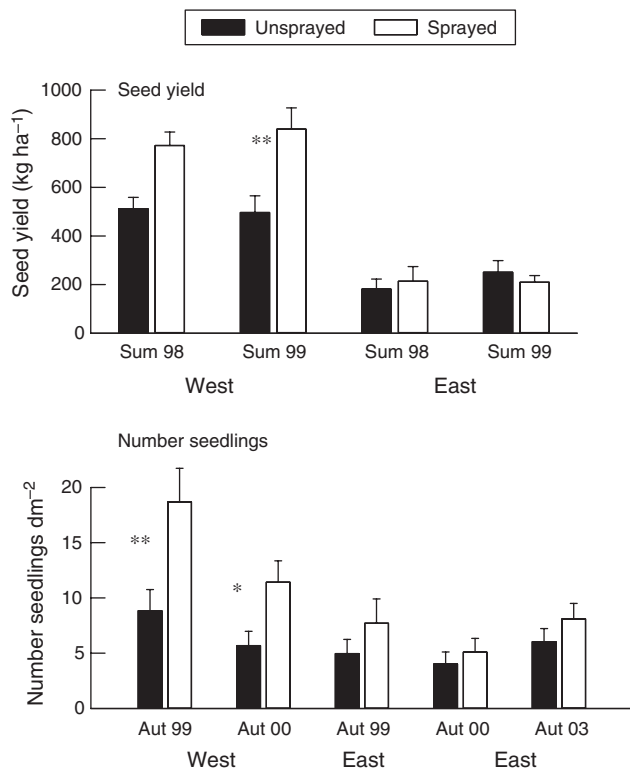 Unsprayed Sprayed
Seed yield
Seed yield (kg ha⁻¹)
1000
800
600
400
200
0
**
Sum 98 Sum 99 Sum 98 Sum 99
West East
Number seedlings
Number seedlings dm⁻²
20
15
10
5
0
**
*
Aut 99 Aut 00 Aut 99 Aut 00 Aut 03
West East East